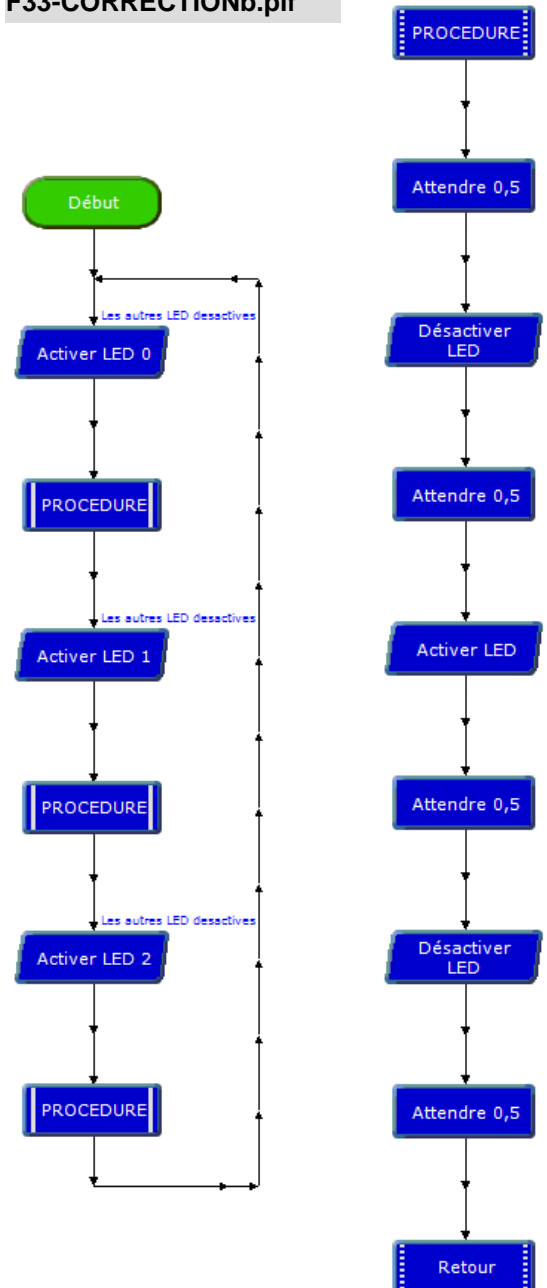 F33-CORRECTIONb.plf
Début
Les autres LED desactives
Activer LED 0
PROCEDURE
Les autres LED desactives
Activer LED 1
PROCEDURE
Les autres LED desactives
Activer LED 2
PROCEDURE
PROCEDURE
Attendre 0,5
Désactiver
LED
Attendre 0,5
Activer LED
Attendre 0,5
Désactiver
LED
Attendre 0,5
Retour